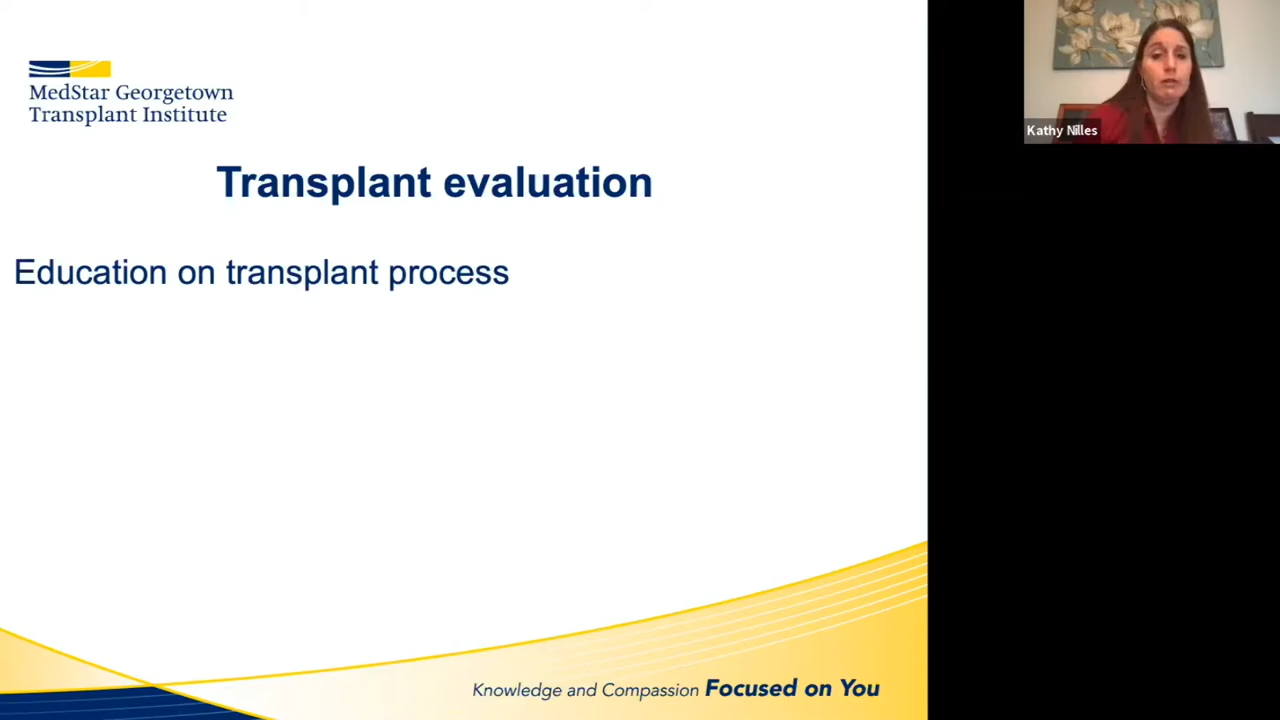 MedStar Georgetown
Transplant Institute
Transplant evaluation
Education on transplant process
Knowledge and Compassion Focused on You
Kathy Nilles